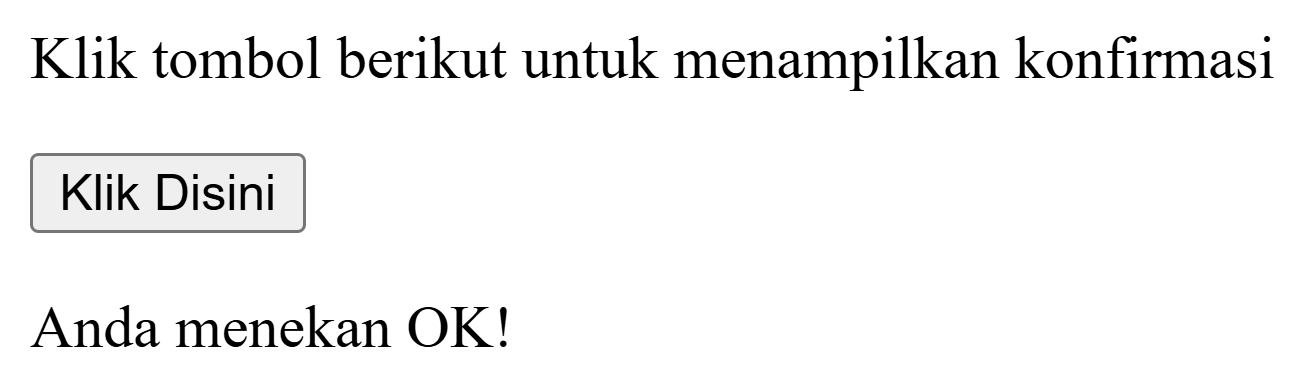 Klik tombol berikut untuk menampilkan konfirmasi
Klik Disini
Anda menekan OK!